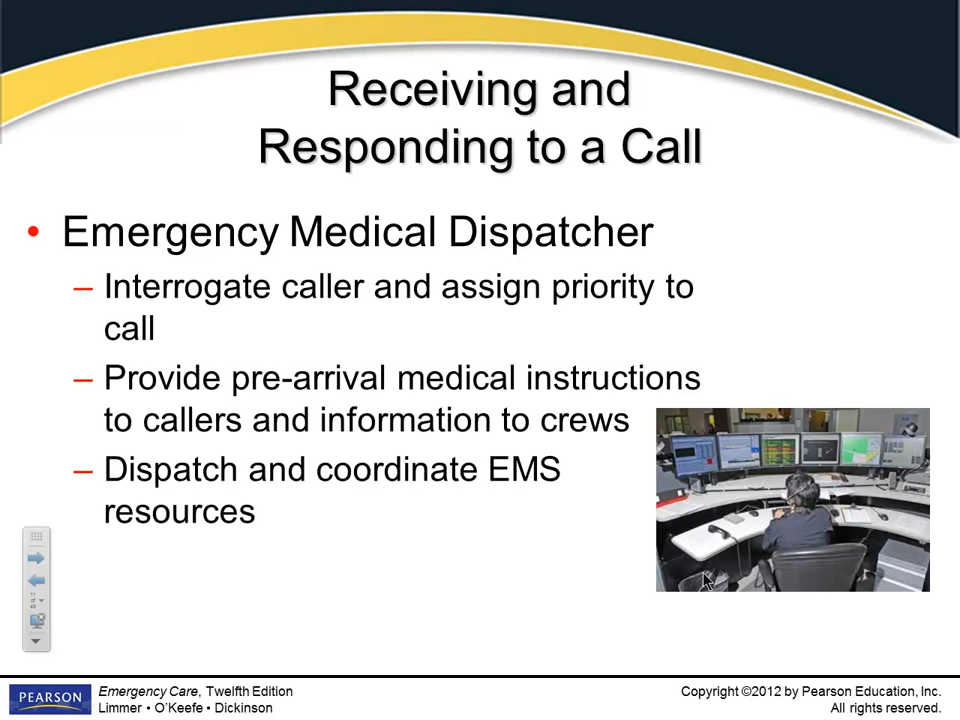 Receiving and
Responding to a Call
• Emergency Medical Dispatcher
– Interrogate caller and assign priority to
call
– Provide pre-arrival medical instructions
to callers and information to crews
– Dispatch and coordinate EMS
resources
PEARSON
Emergency Care, Twelfth Edition
Limmer • O'Keefe • Dickinson
Copyright ©2012 by Pearson Education, Inc.
All rights reserved.